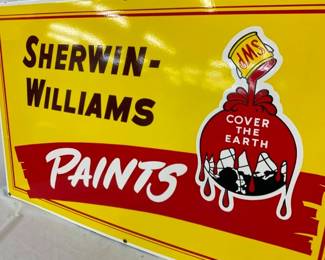 SHERWIN-
WILLIAMS
PAINTS
SWP
COVER
THE
EARTH